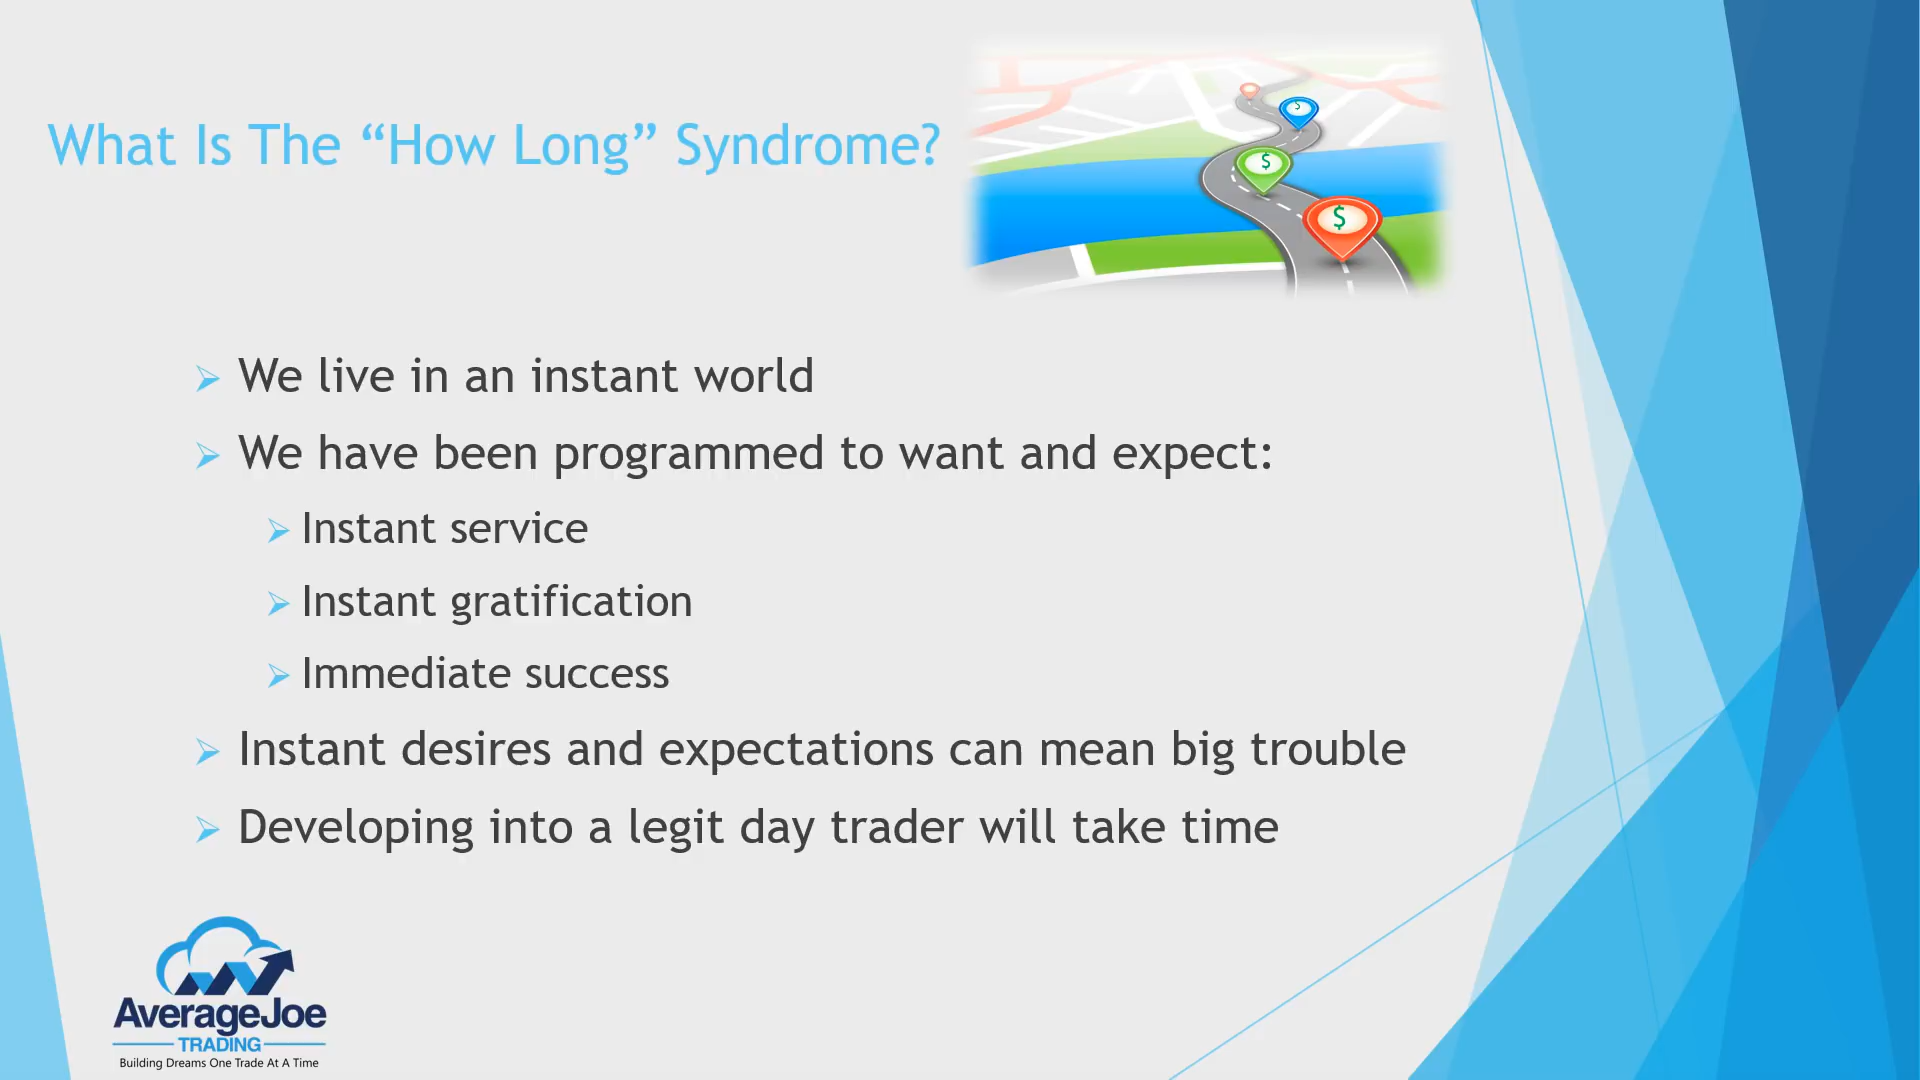 What Is The “How Long” Syndrome?
$
$
$
We live in an instant world
We have been programmed to want and expect:
Instant service
Instant gratification
Immediate success
Instant desires and expectations can mean big trouble
Developing into a legit day trader will take time
AverageJoe
TRADING
Building Dreams One Trade At A Time